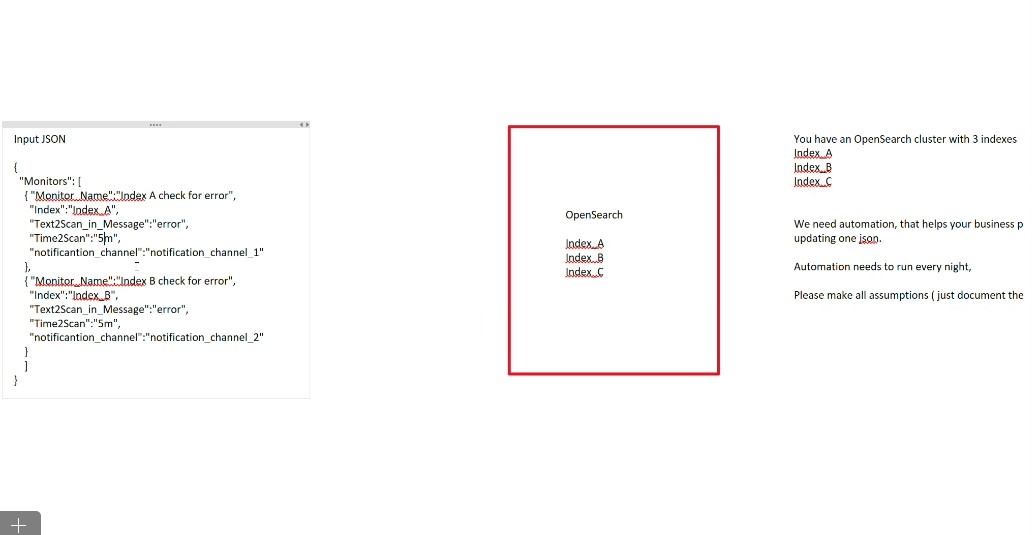 Input JSON
{
"Monitors": [
{ "Monitor_Name":"Index A check for error",
"Index":"Index_A",
"Text2Scan_in_Message":"error",
"Time2Scan":"5m",
"notificantion_channel":"notification_channel_1"
},
{ "Monitor_Name":"Index B check for error",
"Index":"Index_B",
"Text2Scan_in_Message":"error",
"Time2Scan":"5m",
"notificantion_channel":"notification_channel_2"
}
]
}
OpenSearch
Index_A
Index_B
Index_C
You have an OpenSearch cluster with 3 indexes
Index_A
Index_B
Index_C
We need automation, that helps your business p
updating one json.
Automation needs to run every night,
Please make all assumptions ( just document the